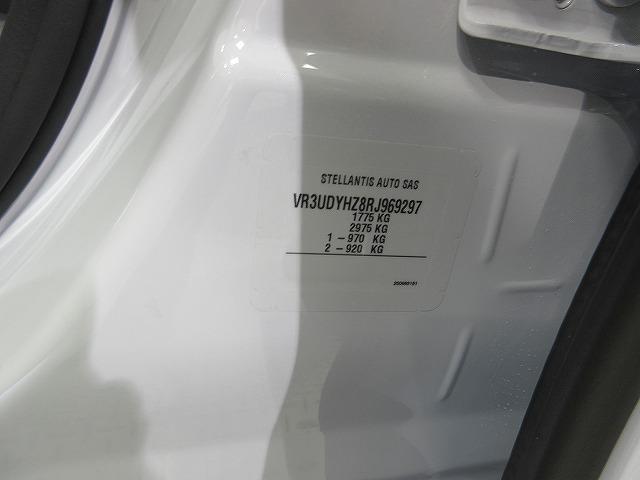 STELLANTIS AUTO SAS
VR3UDYHZ8RJ969297
1775 KG
2975 KG
1 - 970 KG
2 - 920 KG